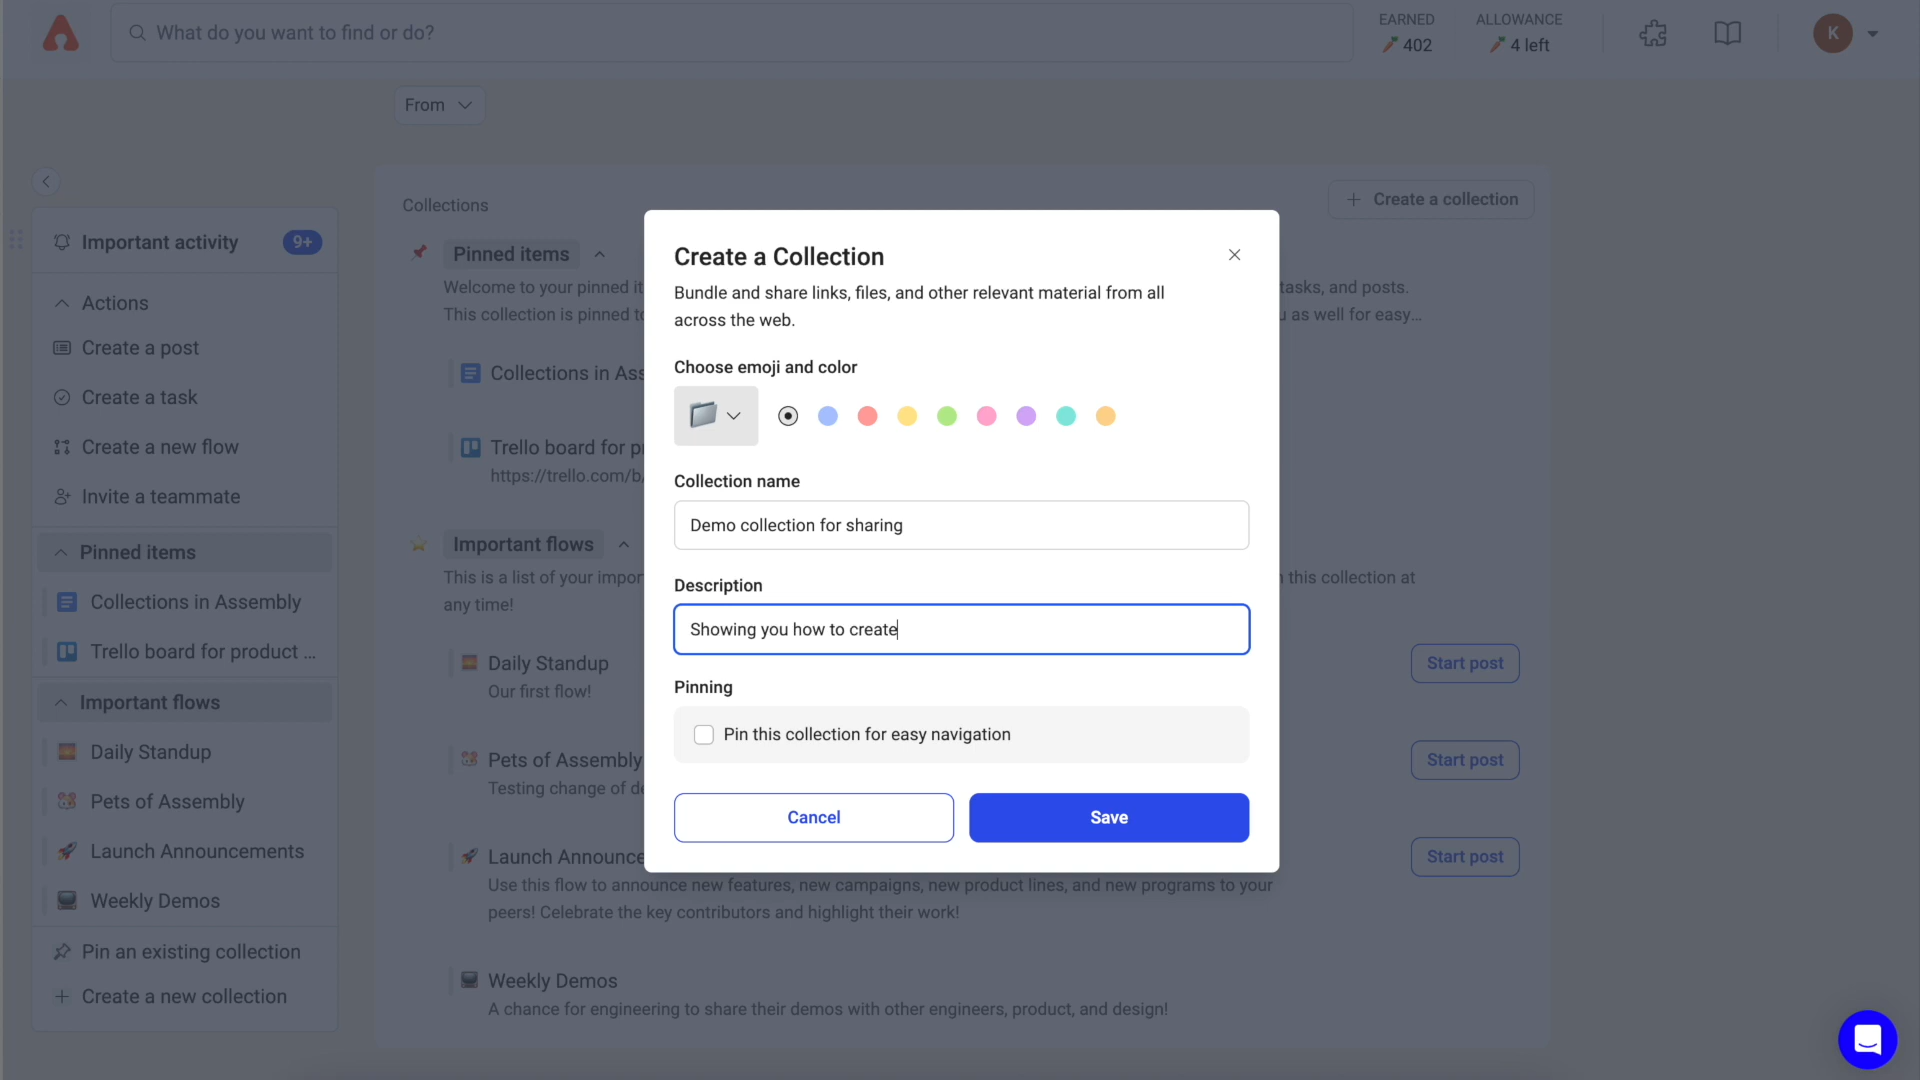 What do you want to find or do?
EARNED
402
ALLOWANCE
4 left
K
From
Important activity
9+
Actions
Create a post
Create a task
Create a new flow
Invite a teammate
Pinned items
Collections in Assembly
Trello board for product ...
Important flows
Daily Standup
Pets of Assembly
Launch Announcements
Weekly Demos
Pin an existing collection
Create a new collection
Collections
Create a collection
Pinned items
Welcome to your pinned it
tasks, and posts.
This collection is pinned to
u as well for easy...
Collections in Ass
Trello board for pr
https://trello.com/b/
Important flows
This is a list of your impor
this collection at
any time!
Daily Standup
Our first flow!
Start post
Pets of Assembly
Testing change of de
Start post
Launch Announce
Start post
Use this flow to announce new features, new campaigns, new product lines, and new programs to your
peers! Celebrate the key contributors and highlight their work!
Weekly Demos
A chance for engineering to share their demos with other engineers, product, and design!
Create a Collection
Bundle and share links, files, and other relevant material from all
across the web.
Choose emoji and color
Collection name
Demo collection for sharing
Description
Showing you how to create
Pinning
Pin this collection for easy navigation
Cancel
Save